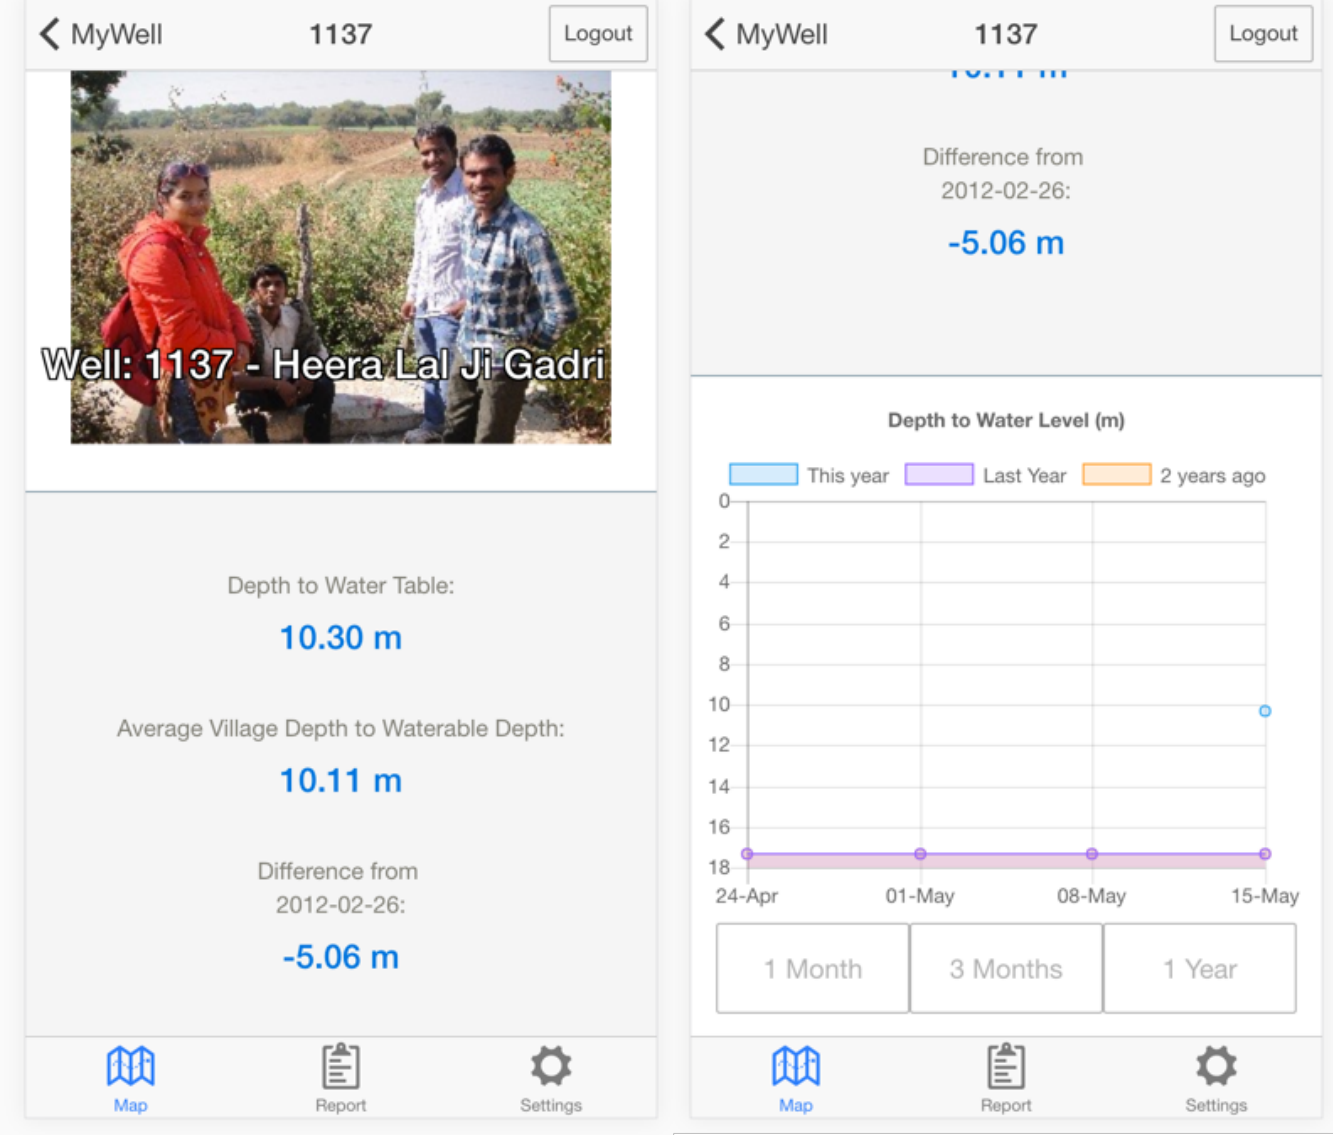 MyWell
1137
Logout
Well: 1137 - Heera Lal Ji Gadri
Depth to Water Table:
10.30 m
Average Village Depth to Waterable Depth:
10.11 m
Difference from
2012-02-26:
-5.06 m
Map
Report
Settings
MyWell
1137
Logout
10.11 m
Difference from
2012-02-26:
-5.06 m
Depth to Water Level (m)
This year
Last Year
2 years ago
0
2
4
6
8
10
12
14
16
18
24-Apr
01-May
08-May
15-May
1 Month
3 Months
1 Year
Map
Report
Settings